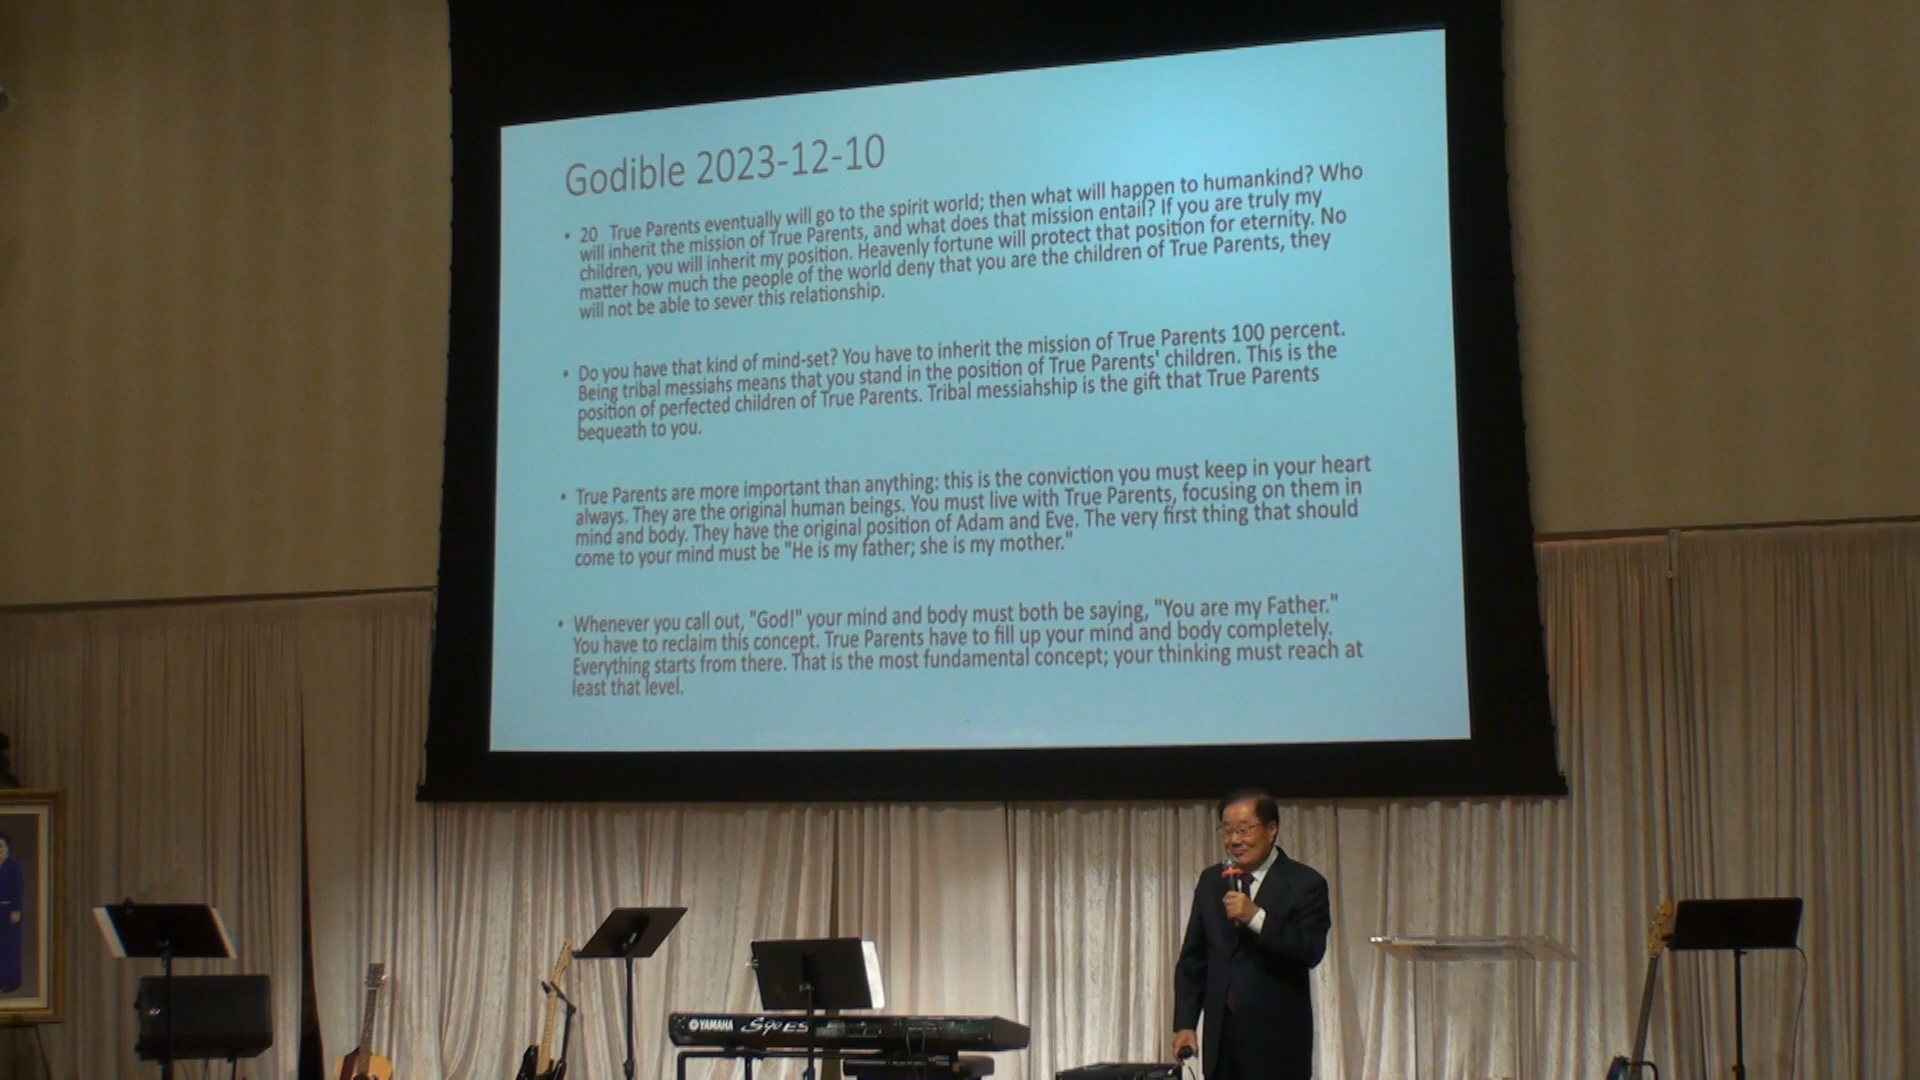 Godible 2023-12-10
• 20 True Parents eventually will go to the spirit world; then what will happen to humankind? Who
will inherit the mission of True Parents, and what does that mission entail? If you are truly my
children, you will inherit my position. Heavenly fortune will protect that position for eternity. No
matter how much the people of the world deny that you are the children of True Parents, they
will not be able to sever this relationship.
• Do you have that kind of mind-set? You have to inherit the mission of True Parents 100 percent.
Being tribal messiahs means that you stand in the position of True Parents' children. This is the
position of perfected children of True Parents. Tribal messiahship is the gift that True Parents
bequeath to you.
• True Parents are more important than anything: this is the conviction you must keep in your heart
always. They are the original human beings. You must live with True Parents, focusing on them in
mind and body. They have the original position of Adam and Eve. The very first thing that should
come to your mind must be "He is my father; she is my mother."
• Whenever you call out, "God!" your mind and body must both be saying, "You are my Father."
You have to reclaim this concept. True Parents have to fill up your mind and body completely.
Everything starts from there. That is the most fundamental concept; your thinking must reach at
least that level.
YAMAHA S90 ES